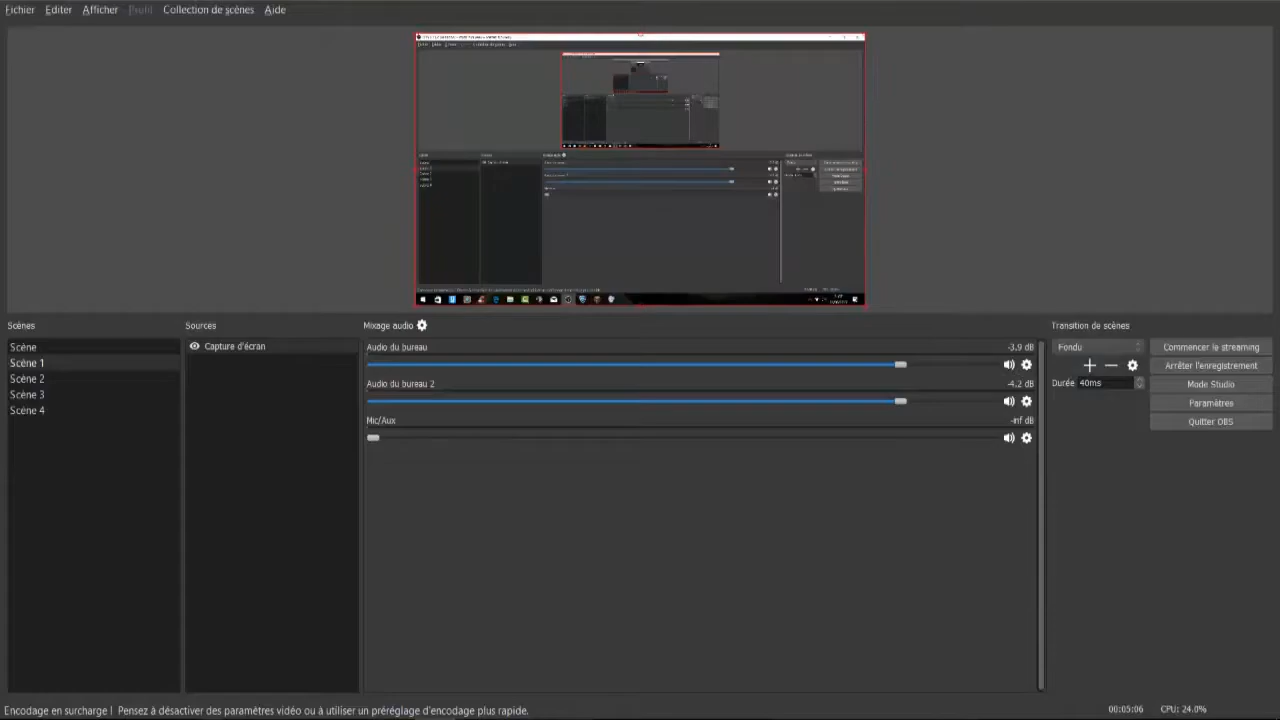 Fichier Editer Afficher Profil Collection de scènes Aide
Scènes
Scène
Scène 1
Scène 2
Scène 3
Scène 4
Sources
Capture d'écran
Mixage audio
Audio du bureau -3.9 dB
Audio du bureau 2 -4.2 dB
Mic/Aux -inf dB
Transition de scènes
Fondu
Durée 40ms
Commencer le streaming
Arrêter l'enregistrement
Mode Studio
Paramètres
Quitter OBS
Encodage en surcharge ! Pensez à désactiver des paramètres vidéo ou à utiliser un préréglage d'encodage plus rapide.
00:05:06 CPU: 24.0%